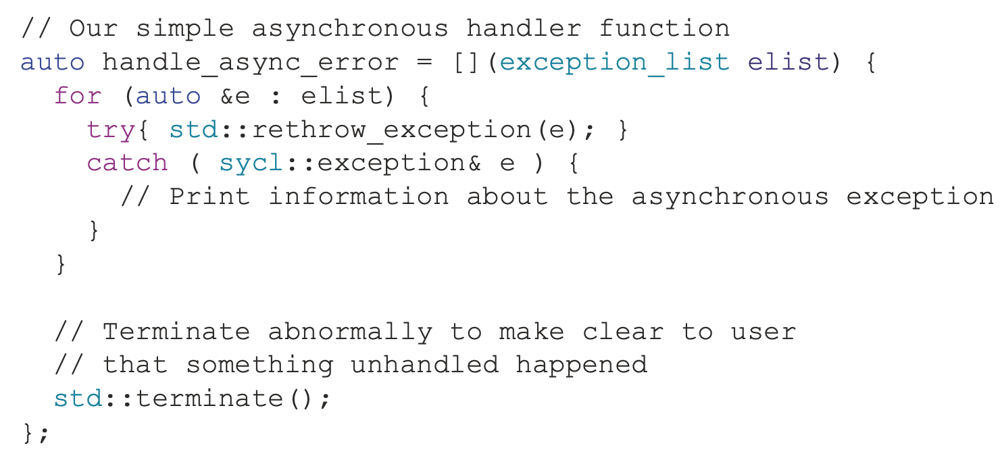 // Our simple asynchronous handler function
auto handle_async_error = [](exception_list elist) {
  for (auto &e : elist) {
    try{ std::rethrow_exception(e); }
    catch ( sycl::exception& e ) {
      // Print information about the asynchronous exception
    }
  }

  // Terminate abnormally to make clear to user
  // that something unhandled happened
  std::terminate();
};